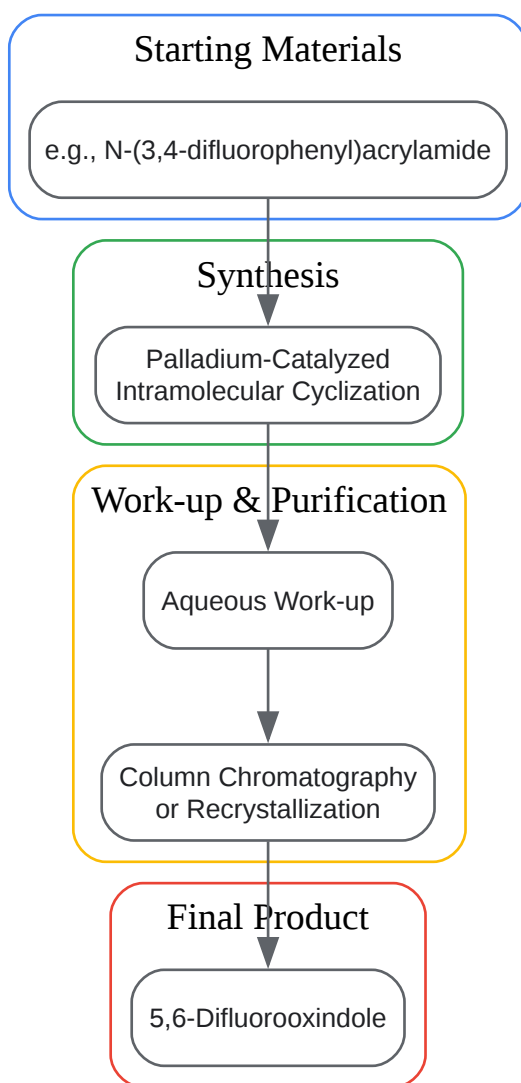 Starting Materials
e.g., N-(3,4-difluorophenyl)acrylamide
Synthesis
Palladium-Catalyzed
Intramolecular Cyclization
Work-up & Purification
Aqueous Work-up
Column Chromatography
or Recrystallization
Final Product
5,6-Difluorooxindole